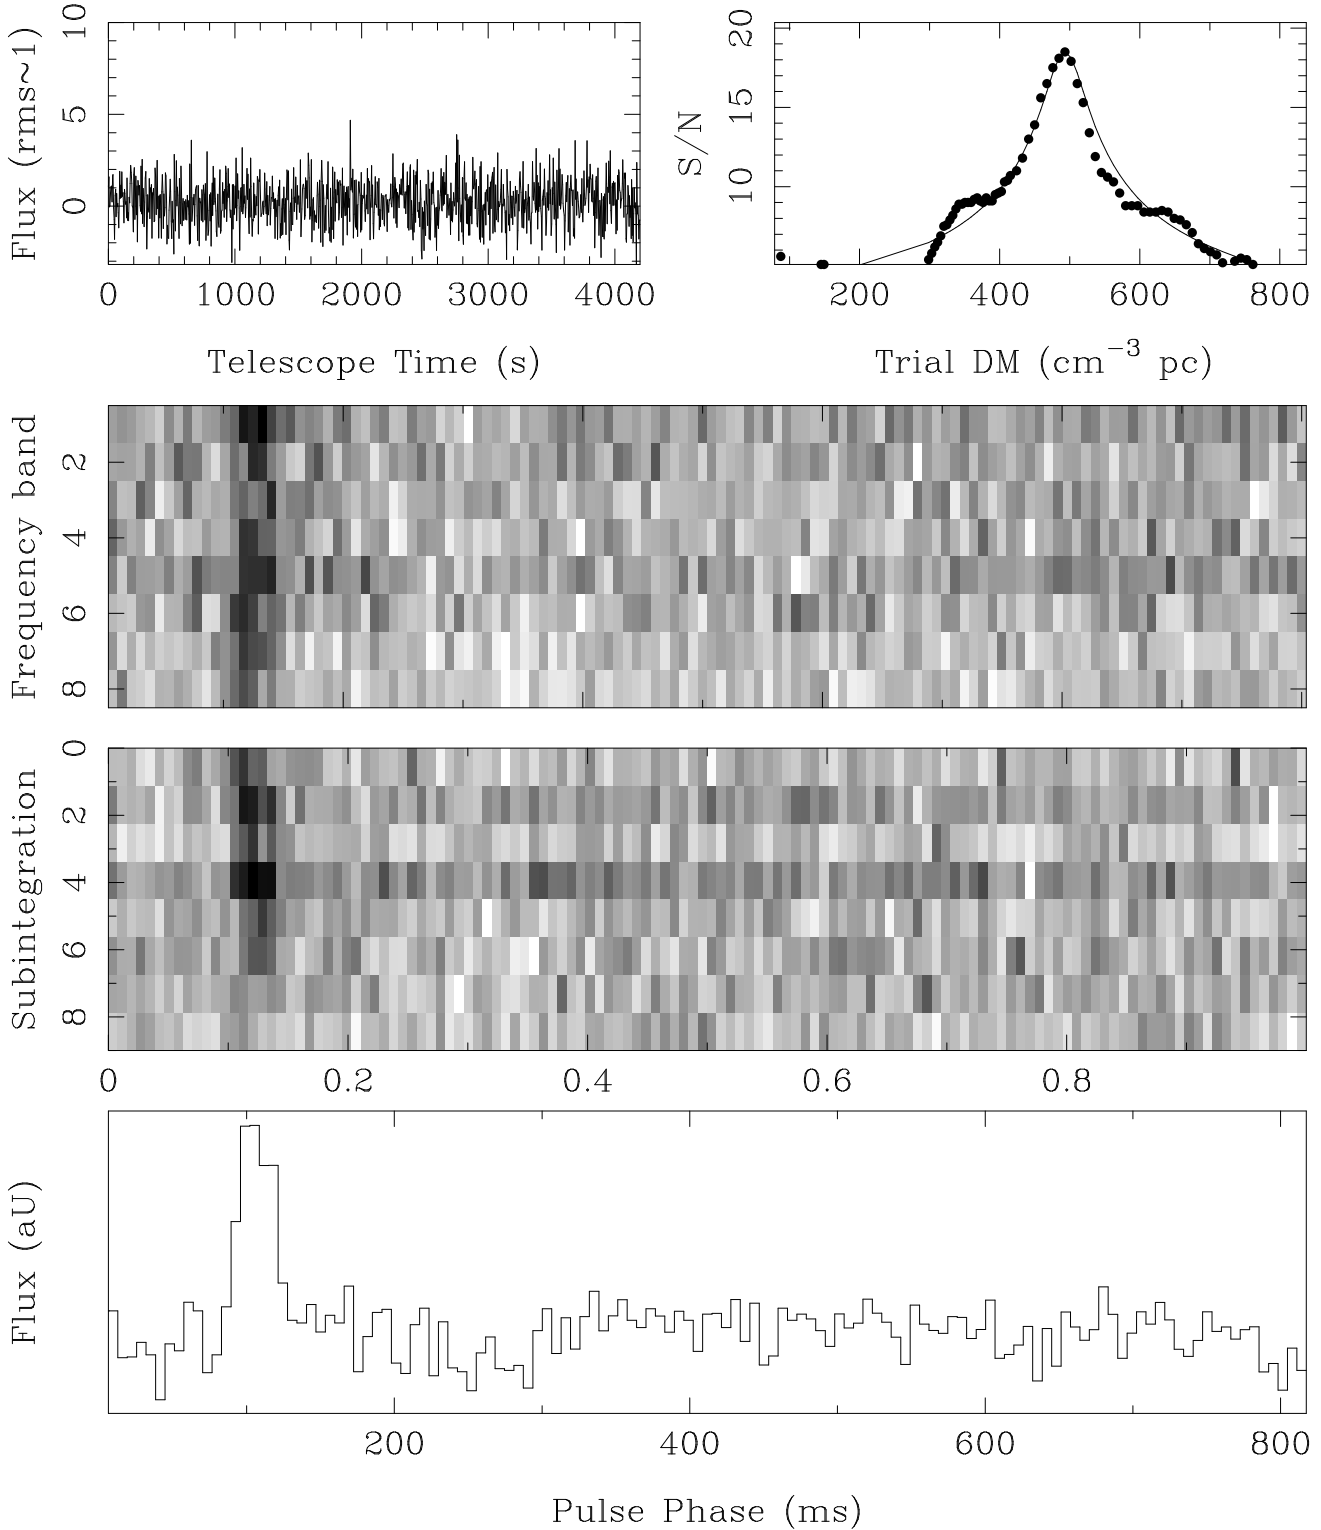 Flux (rms~1)
0 5 10
0 1000 2000 3000 4000
Telescope Time (s)
S/N
10 15 20
200 400 600 800
Trial DM (cm⁻³ pc)
Frequency band
2
4
6
8
Subintegration
0
2
4
6
8
0 0.2 0.4 0.6 0.8
Flux (aU)
200 400 600 800
Pulse Phase (ms)